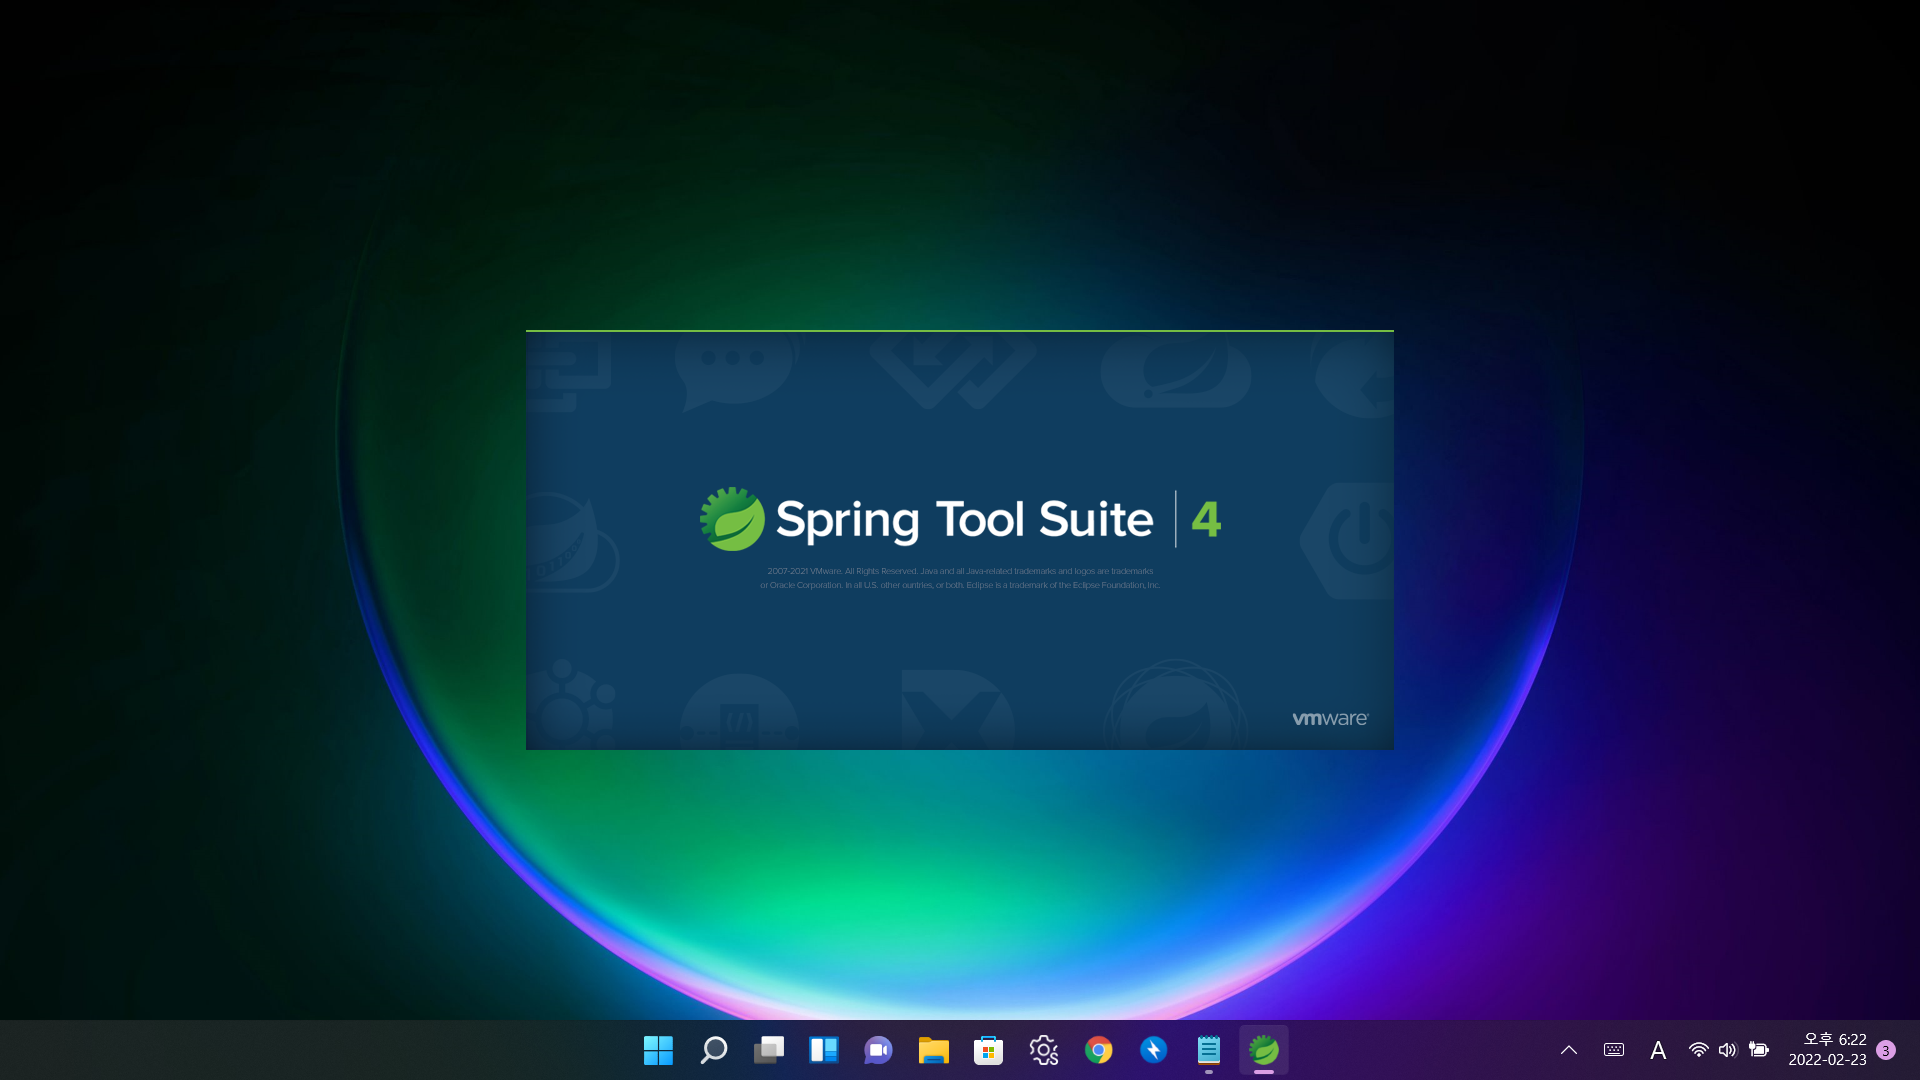 Spring Tool Suite | 4
2007-2021 VMware. All Rights Reserved. Java and all Java-related trademarks and logos are trademarks
or Oracle Corporation. In all U.S. other ountries, or both. Eclipse is a trademark of the Eclipse Foundation, Inc.
vmware®
A
오후 6:22
2022-02-23
3